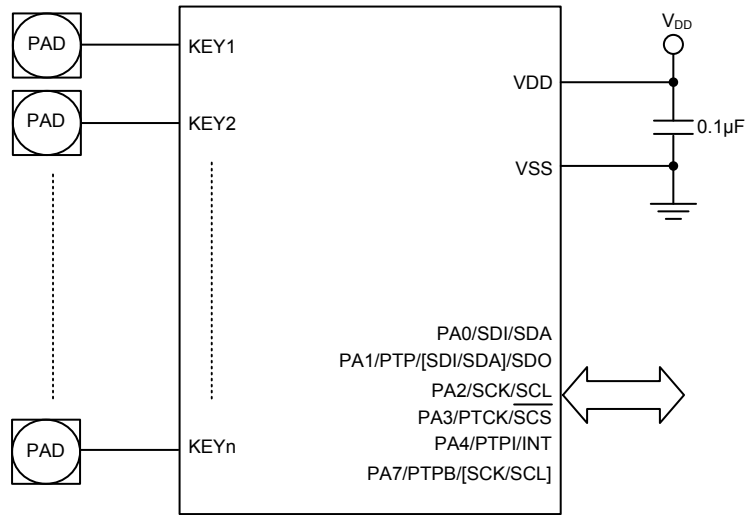 PAD
KEY1
PAD
KEY2
PAD
KEYn
VDD
VSS
VDD
0.1µF
PA0/SDI/SDA
PA1/PTP/[SDI/SDA]/SDO
PA2/SCK/SCL
PA3/PTCK/SCS
PA4/PTPI/INT
PA7/PTPB/[SCK/SCL]